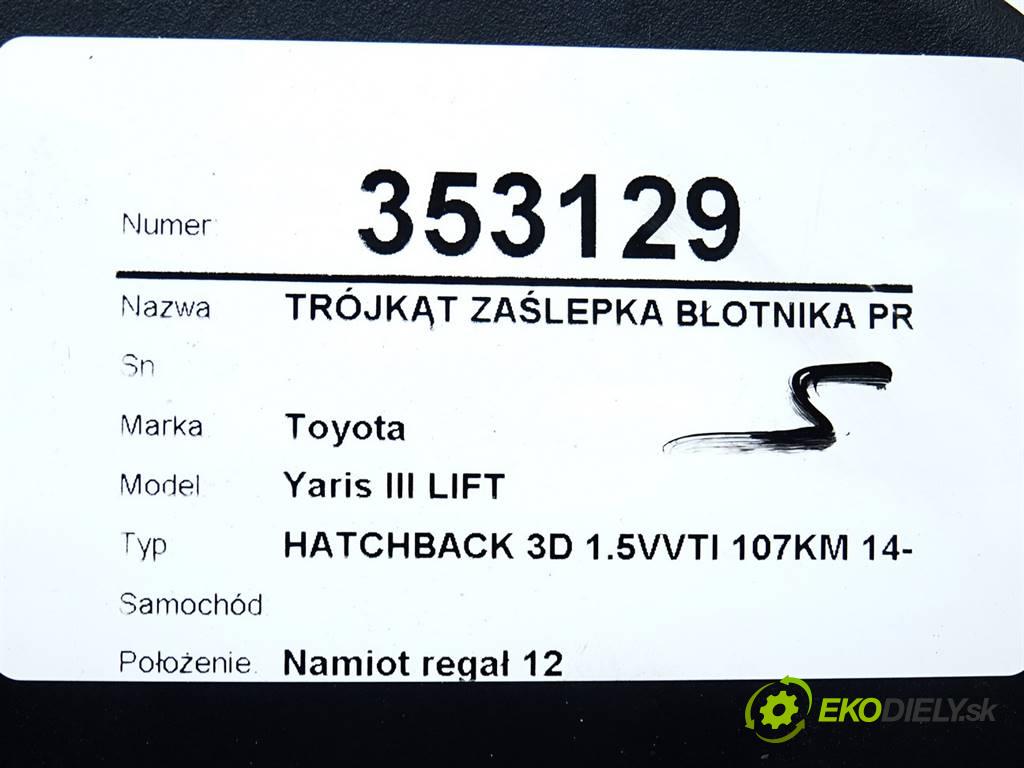 Numer 353129
Nazwa TRÓJKĄT ZAŚLEPKA BŁOTNIKA PR
Sn
Marka Toyota
Model Yaris III LIFT
Typ HATCHBACK 3D 1.5VVTI 107KM 14-
Samochód
Położenie Namiot regał 12
EKODIELY.sk